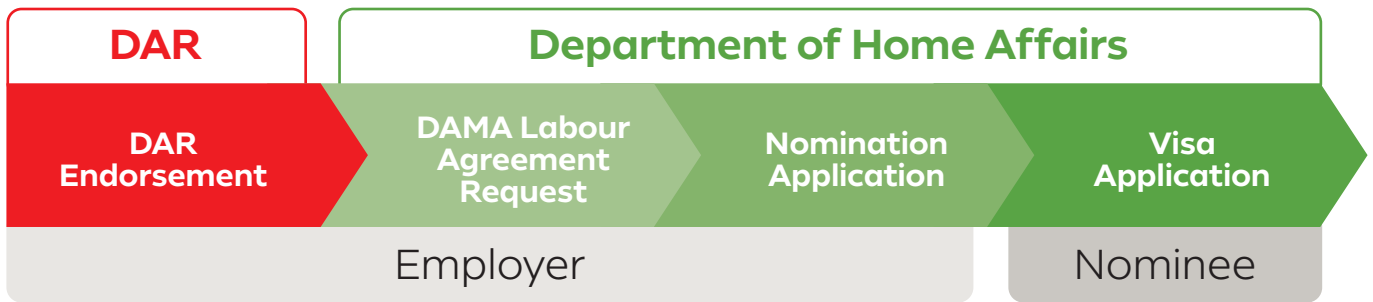 DAR
Department of Home Affairs
DAR
Endorsement
DAMA Labour
Agreement
Request
Nomination
Application
Visa
Application
Employer
Nominee